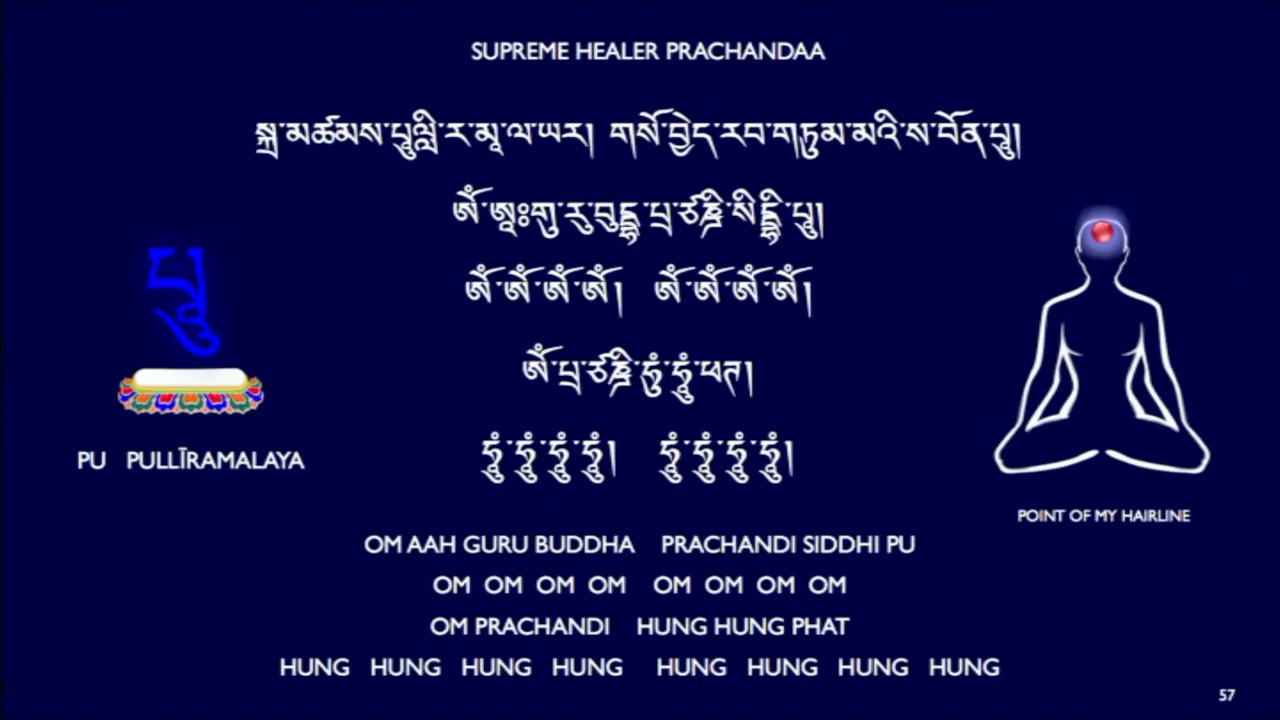 SUPREME HEALER PRACHANDAA
སྐྲ་མཚམས་པཱུལླི་ར་མཱ་ལ་ཡར། གསོ་བྱེད་རབ་གཏུམ་མའི་ས་བོན་པཱུ།
ཨོཾ་ཨཱཿགུ་རུ་བུདྡྷ་པྲ་ཙཎྜི་སིདྡྷི་པཱུ།
ཨོཾ་ཨོཾ་ཨོཾ་ཨོཾ། ཨོཾ་ཨོཾ་ཨོཾ་ཨོཾ།
ཨོཾ་པྲ་ཙཎྜི་ཧུཾ་ཧཱུཾ་ཕཊ།
ཧཱུཾ་ཧཱུཾ་ཧཱུཾ་ཧཱུཾ། ཧཱུཾ་ཧཱུཾ་ཧཱུཾ་ཧཱུཾ།
པཱུ
PU PULLĪRAMALAYA
POINT OF MY HAIRLINE
OM AAH GURU BUDDHA PRACHANDI SIDDHI PU
OM OM OM OM OM OM OM OM
OM PRACHANDI HUNG HUNG PHAT
HUNG HUNG HUNG HUNG HUNG HUNG HUNG HUNG
57